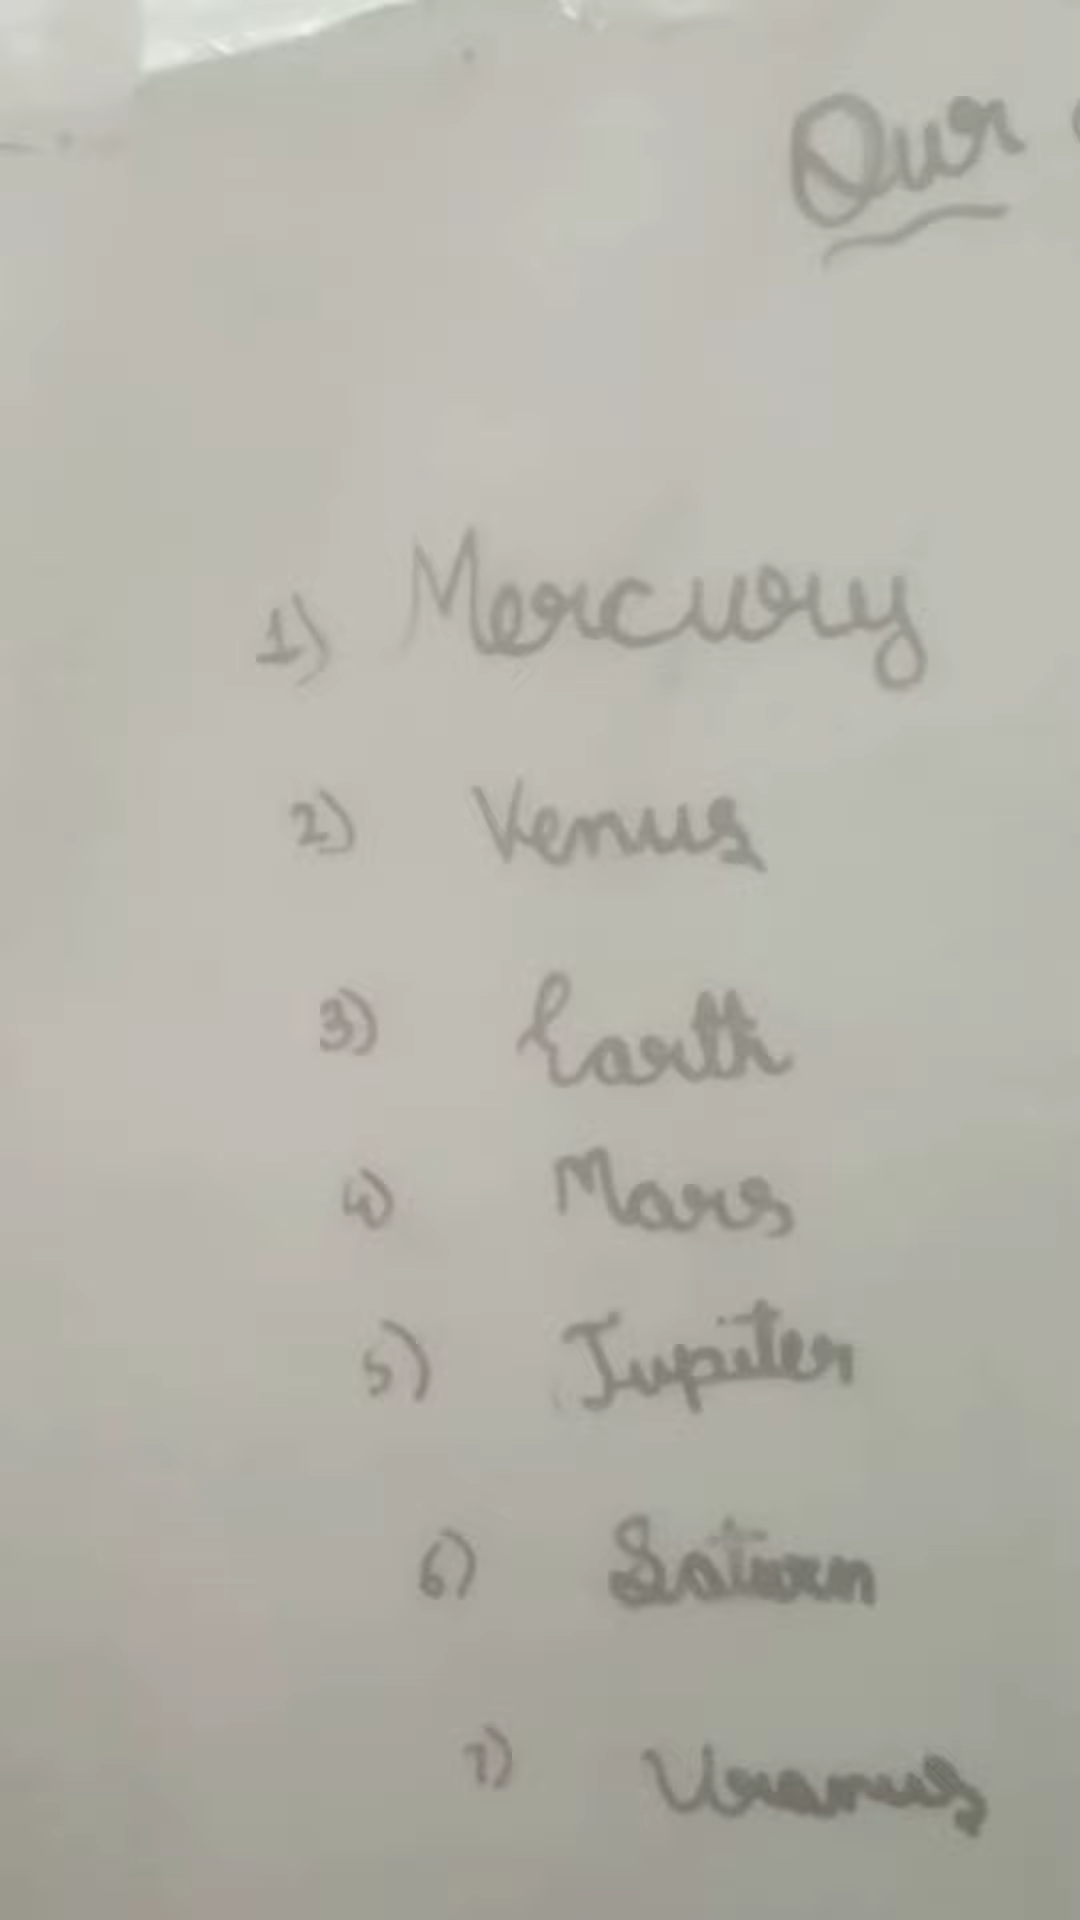 Our
1) Mercury
2) Venus
3) Earth
4) Mars
5) Jupiter
6) Saturn
7) Uranus